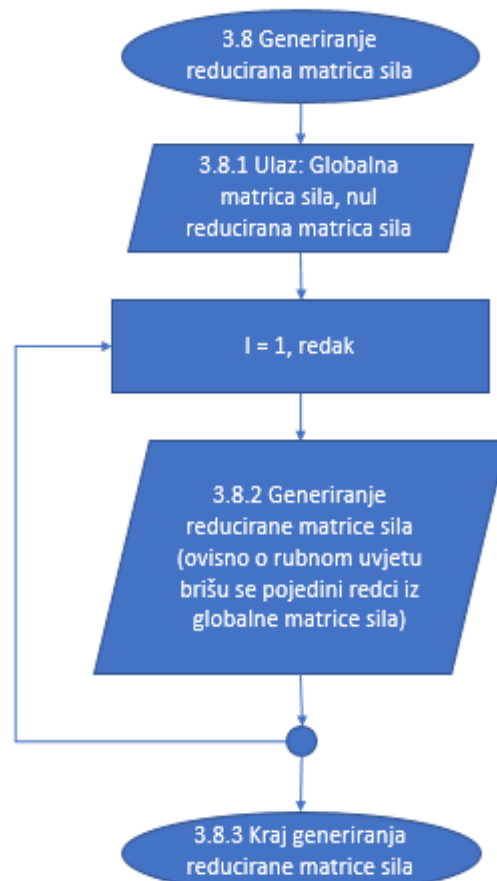 3.8 Generiranje
reducirana matrica sila
3.8.1 Ulaz: Globalna
matrica sila, nul
reducirana matrica sila
I = 1, redak
3.8.2 Generiranje
reducirane matrice sila
(ovisno o rubnom uvjetu
brišu se pojedini redci iz
globalne matrice sila)
3.8.3 Kraj generiranja
reducirane matrice sila